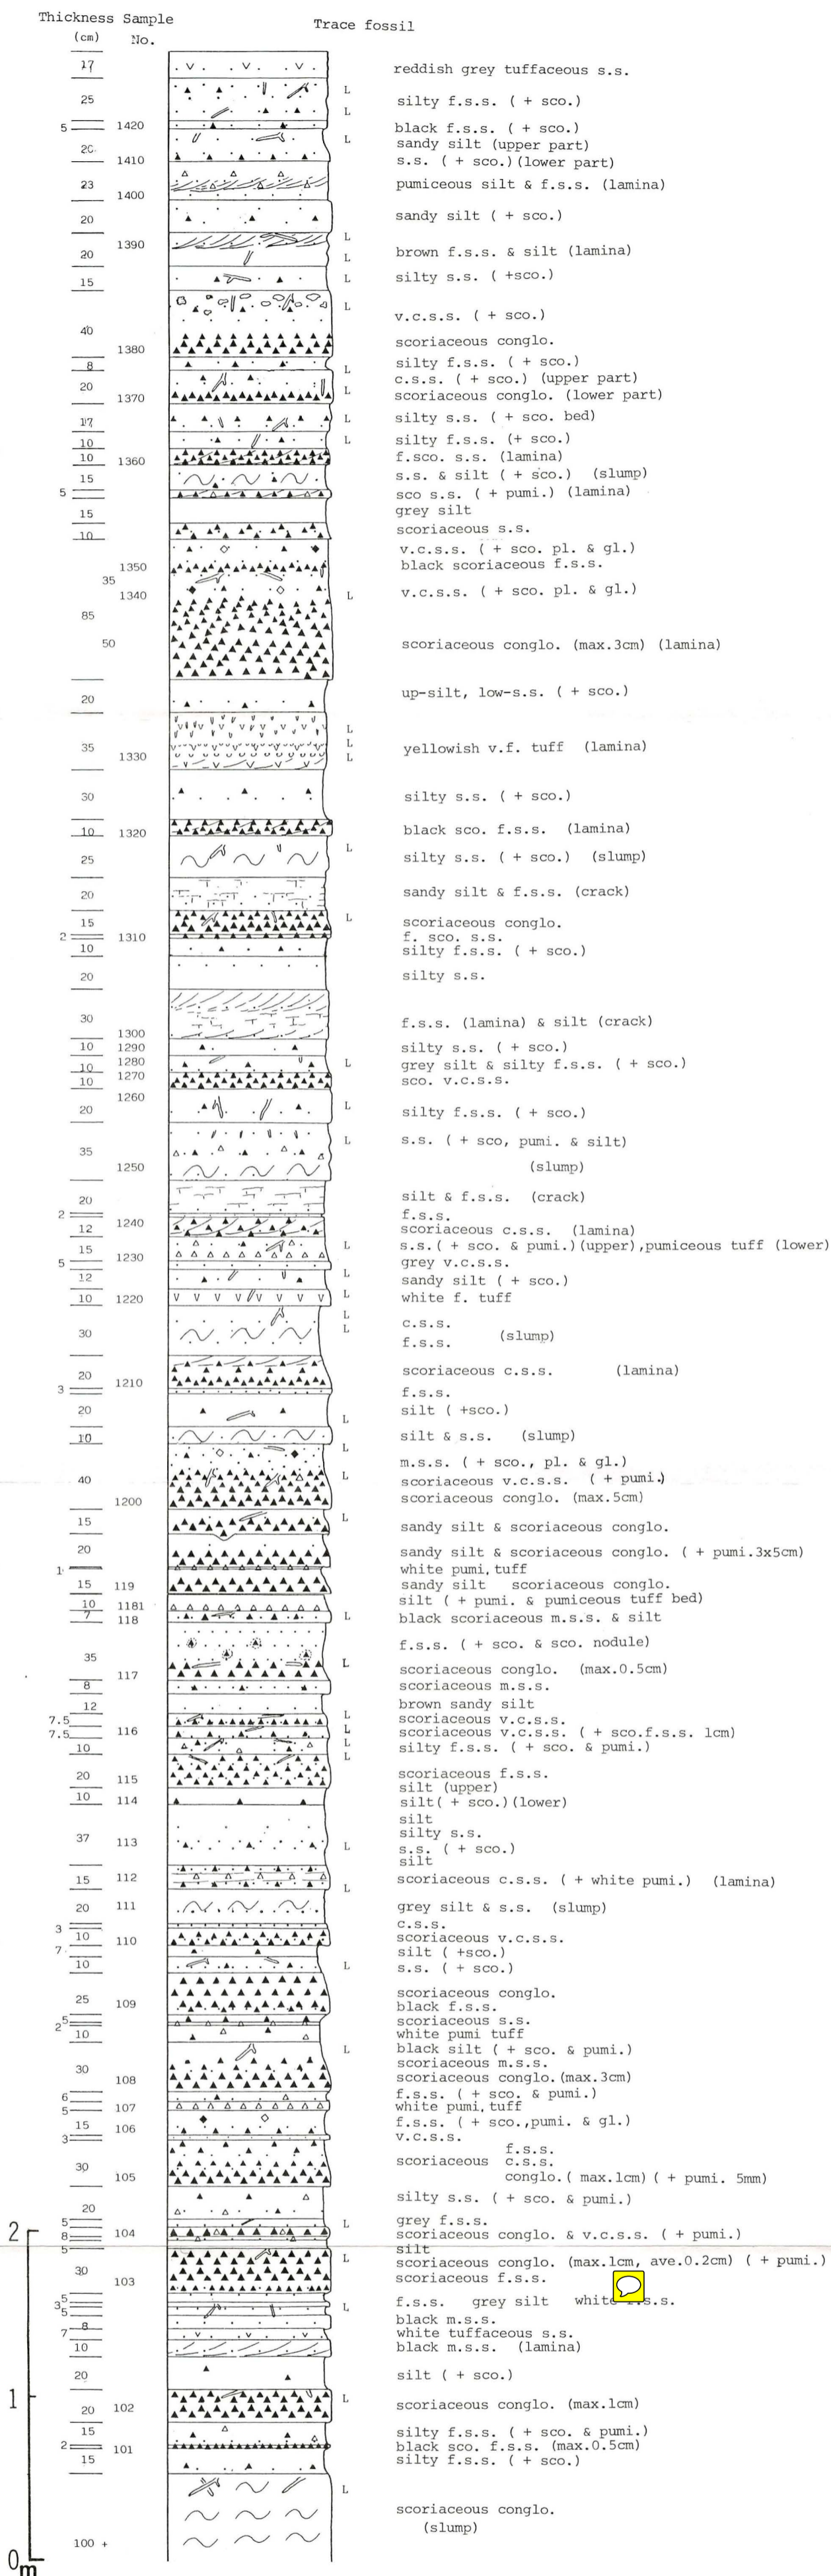 Thickness Sample Trace fossil
(cm) No.
17 reddish grey tuffaceous s.s.
L
25 silty f.s.s. ( + sco.)
L
5 1420 black f.s.s. ( + sco.)
L
20 sandy silt (upper part)
1410 s.s. ( + sco.)(lower part)
23 pumiceous silt & f.s.s. (lamina)
1400
20 sandy silt ( + sco.)
L
1390
20 brown f.s.s. & silt (lamina)
L
15 L silty s.s. ( +sco.)
L
40 v.c.s.s. ( + sco.)
1380 scoriaceous conglo.
8 silty f.s.s. ( + sco.)
L
20 c.s.s. ( + sco.) (upper part)
L
1370 scoriaceous conglo. (lower part)
17 L silty s.s. ( + sco. bed)
10 L silty f.s.s. (+ sco.)
10 1360 f.sco. s.s. (lamina)
15 s.s. & silt ( + sco.) (slump)
5 sco s.s. ( + pumi.) (lamina)
15 grey silt
10 scoriaceous s.s.
v.c.s.s. ( + sco. pl. & gl.)
1350 black scoriaceous f.s.s.
35
1340 L v.c.s.s. ( + sco. pl. & gl.)
85
50 scoriaceous conglo. (max.3cm) (lamina)
20 up-silt, low-s.s. ( + sco.)
L
35 L yellowish v.f. tuff (lamina)
1330 L
30 silty s.s. ( + sco.)
10 1320 black sco. f.s.s. (lamina)
L
25 silty s.s. ( + sco.) (slump)
20 sandy silt & f.s.s. (crack)
15 L scoriaceous conglo.
2 1310 f. sco. s.s.
10 silty f.s.s. ( + sco.)
20 silty s.s.
30 f.s.s. (lamina) & silt (crack)
1300
10 1290 silty s.s. ( + sco.)
10 1280 L grey silt & silty f.s.s. ( + sco.)
10 1270 sco. v.c.s.s.
1260
20 L silty f.s.s. ( + sco.)
35 L s.s. ( + sco, pumi. & silt)
1250 (slump)
20 silt & f.s.s. (crack)
2 f.s.s.
12 1240 scoriaceous c.s.s. (lamina)
15 L s.s.( + sco. & pumi.)(upper),pumiceous tuff (lower)
5 1230 grey v.c.s.s.
12 L sandy silt ( + sco.)
10 1220 L white f. tuff
L
30 L c.s.s.
(slump)
f.s.s.
20 scoriaceous c.s.s. (lamina)
1210
3 f.s.s.
20 silt ( +sco.)
L
10 silt & s.s. (slump)
L
m.s.s. ( + sco., pl. & gl.)
40 L scoriaceous v.c.s.s. ( + pumi.)
1200 scoriaceous conglo. (max.5cm)
15 L sandy silt & scoriaceous conglo.
20 sandy silt & scoriaceous conglo. ( + pumi.3x5cm)
1 white pumi.tuff
15 119 sandy silt scoriaceous conglo.
10 1181 silt ( + pumi. & pumiceous tuff bed)
7 118 L black scoriaceous m.s.s. & silt
35 f.s.s. ( + sco. & sco. nodule)
L
117 scoriaceous conglo. (max.0.5cm)
8 scoriaceous m.s.s.
12 brown sandy silt
L
7.5 scoriaceous v.c.s.s.
7.5 116 L scoriaceous v.c.s.s. ( + sco.f.s.s. 1cm)
10 L silty f.s.s. ( + sco. & pumi.)
L
20 115 scoriaceous f.s.s.
silt (upper)
10 114 silt( + sco.)(lower)
silt
37 113 silty s.s.
L s.s. ( + sco.)
silt
15 112 scoriaceous c.s.s. ( + white pumi.) (lamina)
L
20 111 grey silt & s.s. (slump)
3 c.s.s.
10 110 scoriaceous v.c.s.s.
7 silt ( +sco.)
10 L s.s. ( + sco.)
25 scoriaceous conglo.
109 black f.s.s.
5 scoriaceous s.s.
2
10 white pumi tuff
L black silt ( + sco. & pumi.)
30 scoriaceous m.s.s.
108 scoriaceous conglo.(max.3cm)
6 f.s.s. ( + sco. & pumi.)
5 107 white pumi.tuff
15 106 f.s.s. ( + sco.,pumi. & gl.)
3 v.c.s.s.
f.s.s.
30 scoriaceous c.s.s.
105 conglo.( max.1cm) ( + pumi. 5mm)
20 silty s.s. ( + sco. & pumi.)
5 L grey f.s.s.
2 8 104 scoriaceous conglo. & v.c.s.s. ( + pumi.)
5 silt
30 L scoriaceous conglo. (max.1cm, ave.0.2cm) ( + pumi.)
103 scoriaceous f.s.s.
5
3 L f.s.s. grey silt white s.s.
5
8 black m.s.s.
7 white tuffaceous s.s.
10 black m.s.s. (lamina)
20 silt ( + sco.)
1 L
20 102 scoriaceous conglo. (max.1cm)
15 silty f.s.s. ( + sco. & pumi.)
2 101 black sco. f.s.s. (max.0.5cm)
15 silty f.s.s. ( + sco.)
L
scoriaceous conglo.
(slump)
100 +
0m